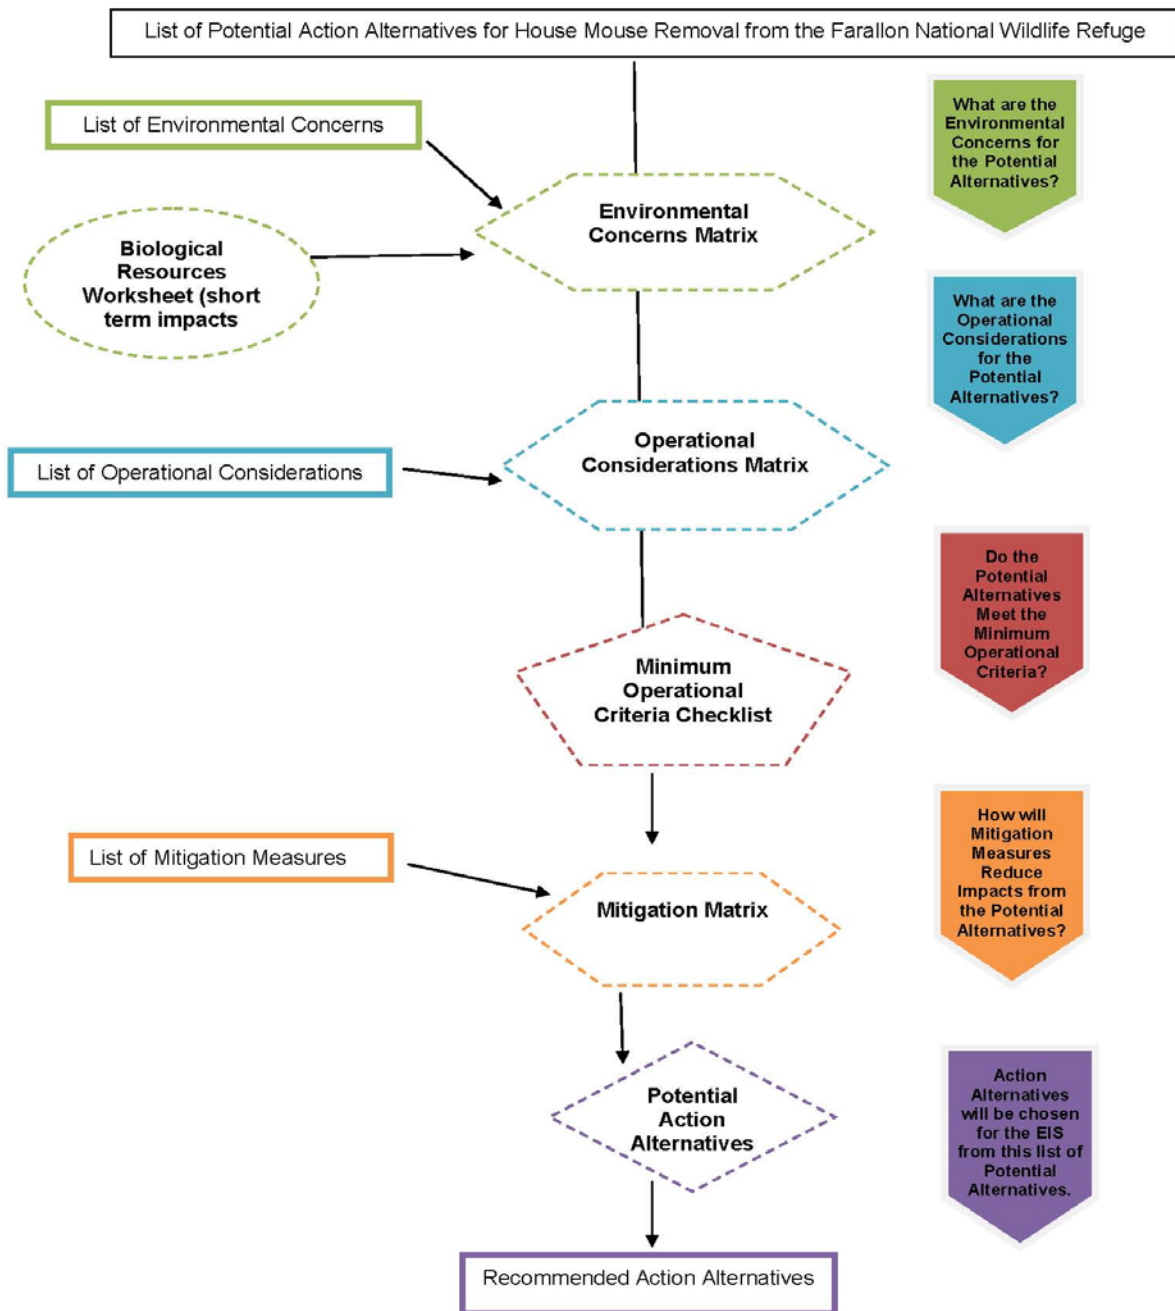 List of Potential Action Alternatives for House Mouse Removal from the Farallon National Wildlife Refuge
List of Environmental Concerns
What are the
Environmental
Concerns for
the Potential
Alternatives?
Environmental
Concerns Matrix
Biological
Resources
Worksheet (short
term impacts
What are the
Operational
Considerations
for the
Potential
Alternatives?
Operational
Considerations Matrix
List of Operational Considerations
Do the
Potential
Alternatives
Meet the
Minimum
Operational
Criteria?
Minimum
Operational
Criteria Checklist
How will
Mitigation
Measures
Reduce
Impacts from
the Potential
Alternatives?
List of Mitigation Measures
Mitigation Matrix
Action
Alternatives
will be chosen
for the EIS
from this list of
Potential
Alternatives.
Potential
Action
Alternatives
Recommended Action Alternatives